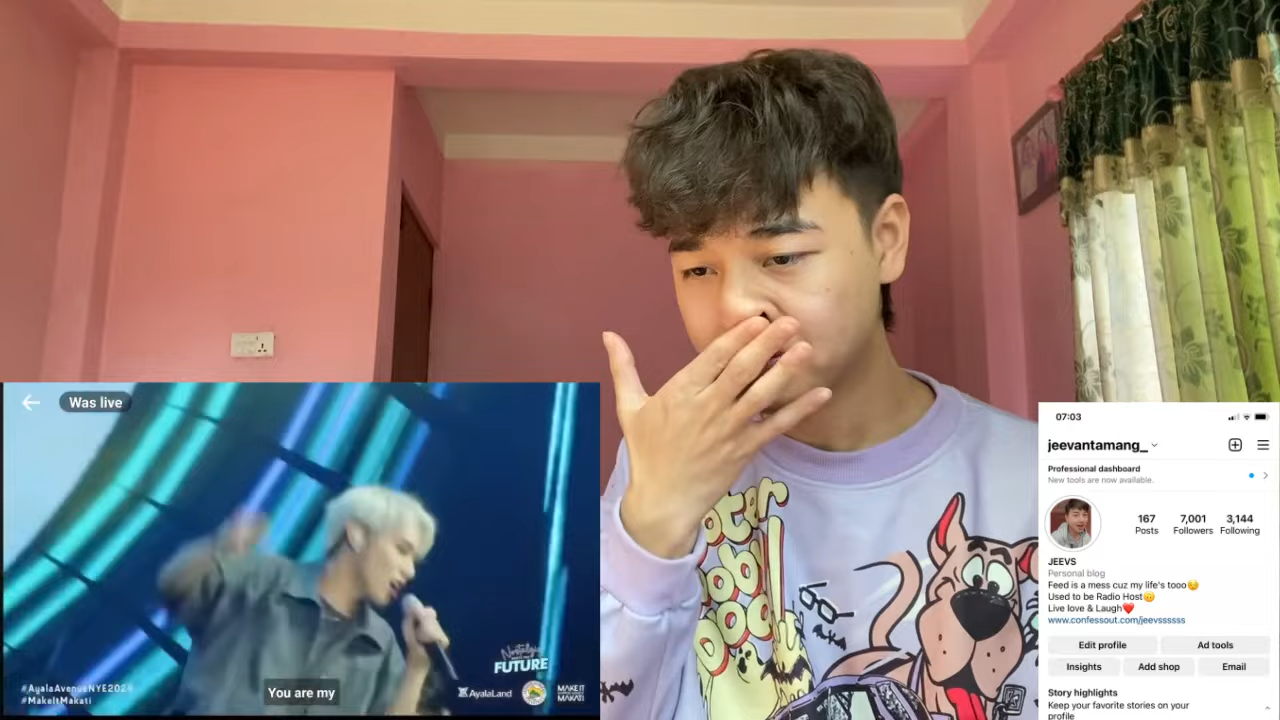 Was live
You are my
#AyalaAvenueNYE2024
#MakeItMakati
FUTURE
AyalaLand
MAKE IT
MAKATI
07:03
jeevantamang_
Professional dashboard
New tools are now available.
167
7,001
3,144
Posts
Followers
Following
JEEVS
Personal blog
Feed is a mess cuz my life's tooo😔
Used to be Radio Host🙂
Live love & Laugh❤️
www.confessout.com/jeevssssss
Edit profile
Ad tools
Insights
Add shop
Email
Story highlights
Keep your favorite stories on your
profile